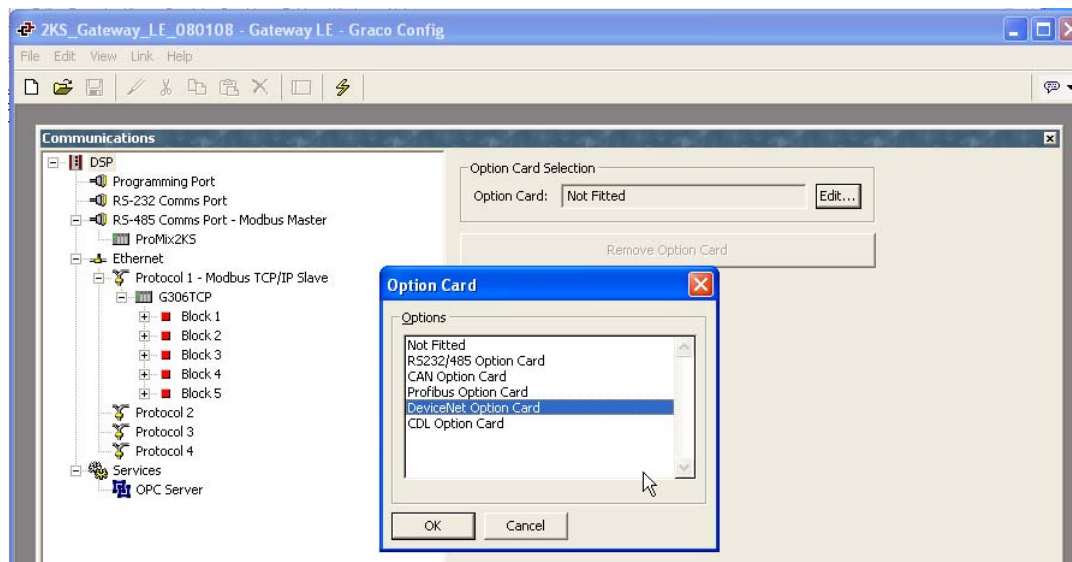 2KS_Gateway_LE_080108 - Gateway LE - Graco Config
File Edit View Link Help
Communications
DSP
Programming Port
RS-232 Comms Port
RS-485 Comms Port - Modbus Master
ProMix2KS
Ethernet
Protocol 1 - Modbus TCP/IP Slave
G306TCP
Block 1
Block 2
Block 3
Block 4
Block 5
Protocol 2
Protocol 3
Protocol 4
Services
OPC Server
Option Card Selection
Option Card: Not Fitted Edit...
Remove Option Card
Option Card
Options
Not Fitted
RS232/485 Option Card
CAN Option Card
Profibus Option Card
DeviceNet Option Card
CDL Option Card
OK Cancel